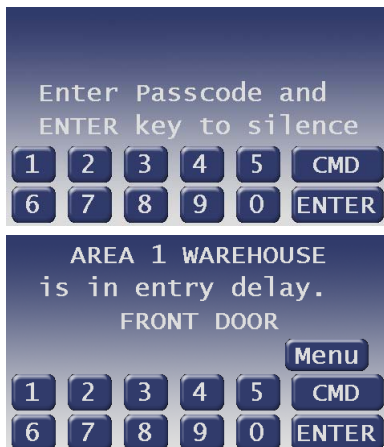 Enter Passcode and
ENTER key to silence
1 2 3 4 5 CMD
6 7 8 9 0 ENTER
AREA 1 WAREHOUSE
is in entry delay.
FRONT DOOR
Menu
1 2 3 4 5 CMD
6 7 8 9 0 ENTER